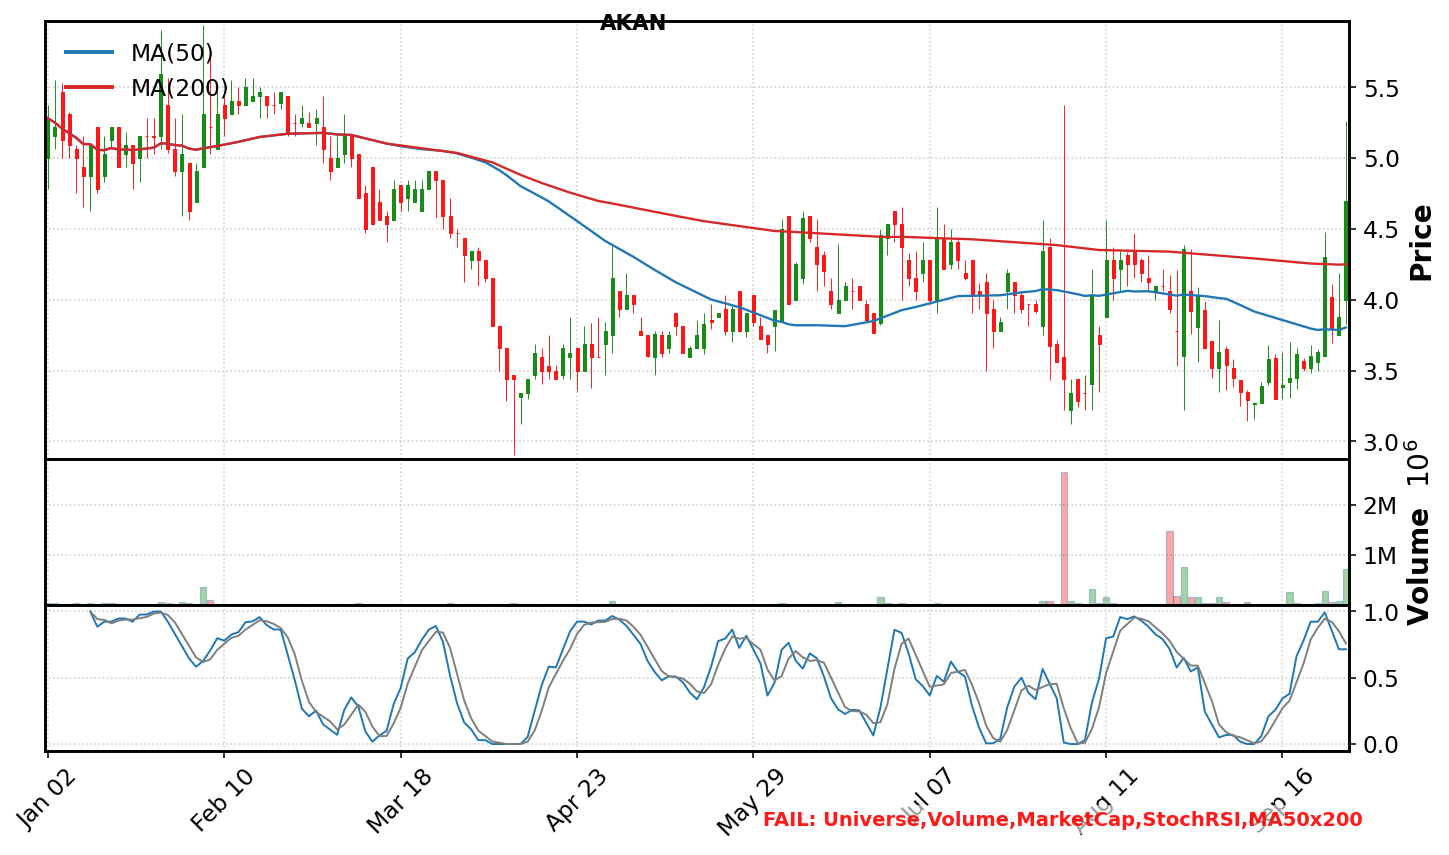 AKAN
MA(50)
MA(200)
5.5
5.0
4.5
4.0
3.5
3.0
Price
2M
1M
Volume 10^6
1.0
0.5
0.0
Jan 02
Feb 10
Mar 18
Apr 23
May 29
Jul 07
Aug 11
Sep 16
FAIL: Universe,Volume,MarketCap,StochRSI,MA50x200